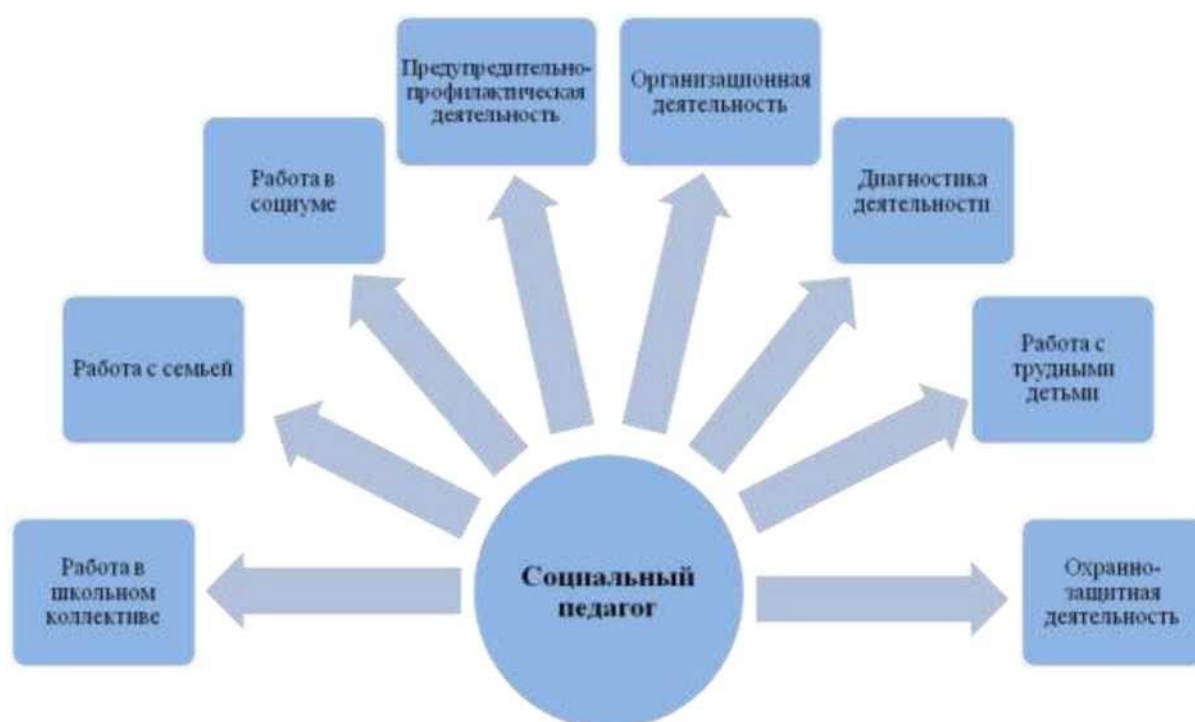 Предупредительно-
профилактическая
деятельность
Организационная
деятельность
Работа в
социуме
Диагностика
деятельности
Работа с семьей
Работа с
трудными
детьми
Работа в
школьном
коллективе
Социальный
педагог
Охранно-
защитная
деятельность